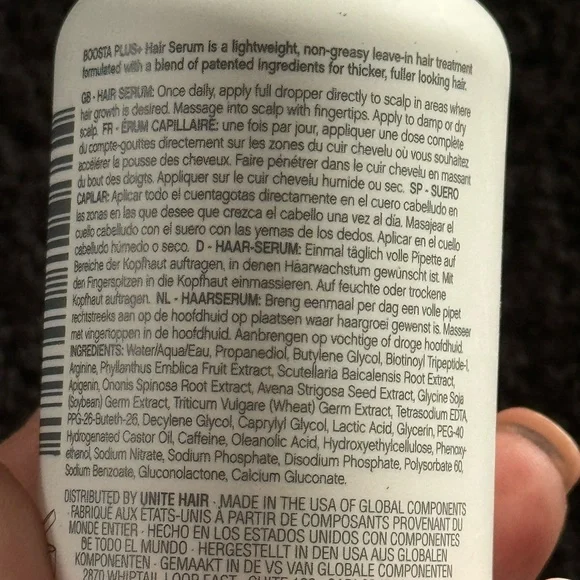 BOOSTA PLUS+ Hair Serum is a lightweight, non-greasy leave-in hair treatment
formulated with a blend of patented ingredients for thicker, fuller looking hair.
GB - HAIR SERUM: Once daily, apply full dropper directly to scalp in areas where
hair growth is desired. Massage into scalp with fingertips. Apply to damp or dry
scalp. FR - ÉRUM CAPILLAIRE: une fois par jour, appliquer une dose complète
du compte-gouttes directement sur les zones du cuir chevelu où vous souhaitez
accélérer la pousse des cheveux. Faire pénétrer dans le cuir chevelu en massant
du bout des doigts. Appliquer sur le cuir chevelu humide ou sec. SP - SUERO
CAPILAR: Aplicar todo el cuentagotas directamente en el cuero cabelludo en
las zonas en las que desee que crezca el cabello una vez al día. Masajear el
cuello cabelludo con el suero con las yemas de los dedos. Aplicar en el cuello
cabelludo húmedo o seco. D - HAAR-SERUM: Einmal täglich volle Pipette auf
Bereiche der Kopfhaut auftragen, in denen Häarwachstum gewünscht ist. Mit
den Fingerspitzen in die Kopfhaut einmassieren. Auf feuchte oder trockene
Kopfhaut auftragen. NL - HAARSERUM: Breng eenmaal per dag een volle pipet
rechtstreeks aan op de hoofdhuid op plaatsen waar haargroei gewenst is. Masseer
met vingertoppen in de hoofdhuid. Aanbrengen op vochtige of droge hoofdhuid.
INGREDIENTS: Water/Aqua/Eau, Propanediol, Butylene Glycol, Biotinoyl Tripeptide-1,
Arginine, Phyllanthus Emblica Fruit Extract, Scutellaria Baicalensis Root Extract,
Apigenin, Ononis Spinosa Root Extract, Avena Strigosa Seed Extract, Glycine Soja
(Soybean) Germ Extract, Triticum Vulgare (Wheat) Germ Extract, Tetrasodium EDTA,
PPG-26-Buteth-26, Decylene Glycol, Caprylyl Glycol, Lactic Acid, Glycerin, PEG-40
Hydrogenated Castor Oil, Caffeine, Oleanolic Acid, Hydroxyethylcellulose, Phenoxy-
ethanol, Sodium Nitrate, Sodium Phosphate, Disodium Phosphate, Polysorbate 60,
Sodium Benzoate, Gluconolactone, Calcium Gluconate.
DISTRIBUTED BY UNITE HAIR · MADE IN THE USA OF GLOBAL COMPONENTS
· FABRIQUÉ AUX ÉTATS-UNIS À PARTIR DE COMPOSANTS PROVENANT DU
MONDE ENTIER · HECHO EN LOS ESTADOS UNIDOS CON COMPONENTES
DE TODO EL MUNDO · HERGESTELLT IN DEN USA AUS GLOBALEN
KOMPONENTEN · GEMAAKT IN DE VS VAN GLOBALE COMPONENTEN
2870 WHIPTAIL LOOP EAST